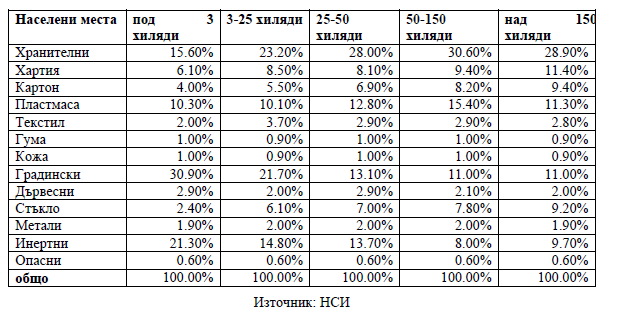 Населени места под 3 хиляди 3-25 хиляди 25-50 хиляди 50-150 хиляди над 150 хиляди
Хранителни 15.60% 23.20% 28.00% 30.60% 28.90%
Хартия 6.10% 8.50% 8.10% 9.40% 11.40%
Картон 4.00% 5.50% 6.90% 8.20% 9.40%
Пластмаса 10.30% 10.10% 12.80% 15.40% 11.30%
Текстил 2.00% 3.70% 2.90% 2.90% 2.80%
Гума 1.00% 0.90% 1.00% 1.00% 0.90%
Кожа 1.00% 0.90% 1.00% 1.00% 0.90%
Градински 30.90% 21.70% 13.10% 11.00% 11.00%
Дървесни 2.90% 2.00% 2.90% 2.10% 2.00%
Стъкло 2.40% 6.10% 7.00% 7.80% 9.20%
Метали 1.90% 2.00% 2.00% 2.00% 1.90%
Инертни 21.30% 14.80% 13.70% 8.00% 9.70%
Опасни 0.60% 0.60% 0.60% 0.60% 0.60%
общо 100.00% 100.00% 100.00% 100.00% 100.00%
Източник: НСИ